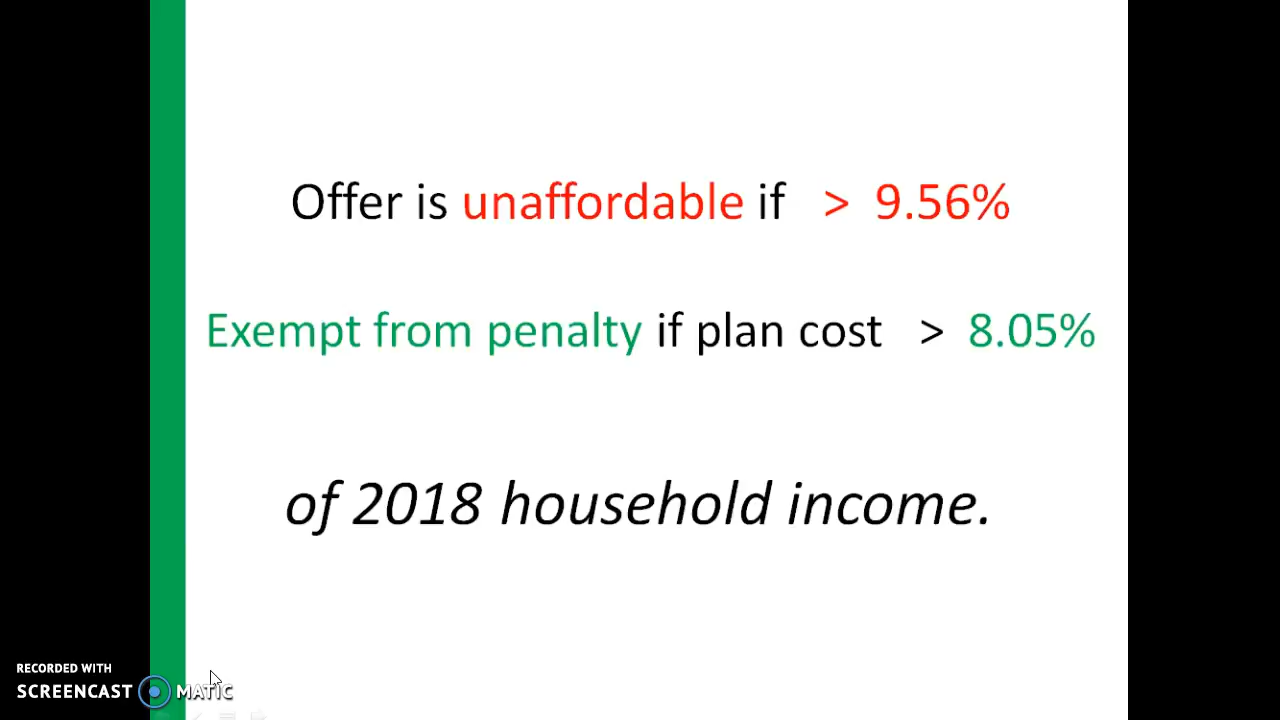 Offer is unaffordable if > 9.56%
Exempt from penalty if plan cost > 8.05%
of 2018 household income.
RECORDED WITH
SCREENCAST MATIC